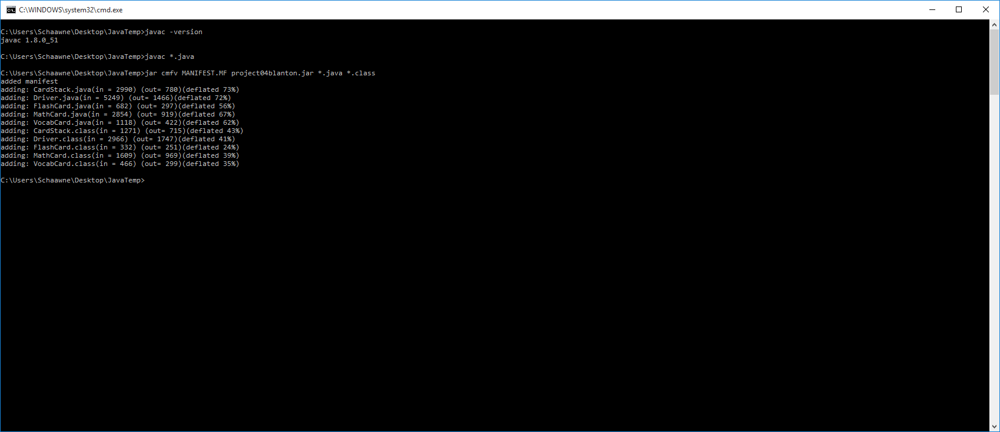 C:\WINDOWS\system32\cmd.exe
C:\Users\Schaawne\Desktop\JavaTemp>javac -version
javac 1.8.0_51
C:\Users\Schaawne\Desktop\JavaTemp>javac *.java
C:\Users\Schaawne\Desktop\JavaTemp>jar cmfv MANIFEST.MF project04blanton.jar *.java *.class
added manifest
adding: CardStack.java(in = 2990) (out= 780)(deflated 73%)
adding: Driver.java(in = 5249) (out= 1466)(deflated 72%)
adding: FlashCard.java(in = 682) (out= 297)(deflated 56%)
adding: MathCard.java(in = 2854) (out= 919)(deflated 67%)
adding: VocabCard.java(in = 1118) (out= 422)(deflated 62%)
adding: CardStack.class(in = 1271) (out= 715)(deflated 43%)
adding: Driver.class(in = 2966) (out= 1747)(deflated 41%)
adding: FlashCard.class(in = 332) (out= 251)(deflated 24%)
adding: MathCard.class(in = 1609) (out= 969)(deflated 39%)
adding: VocabCard.class(in = 466) (out= 299)(deflated 35%)
C:\Users\Schaawne\Desktop\JavaTemp>